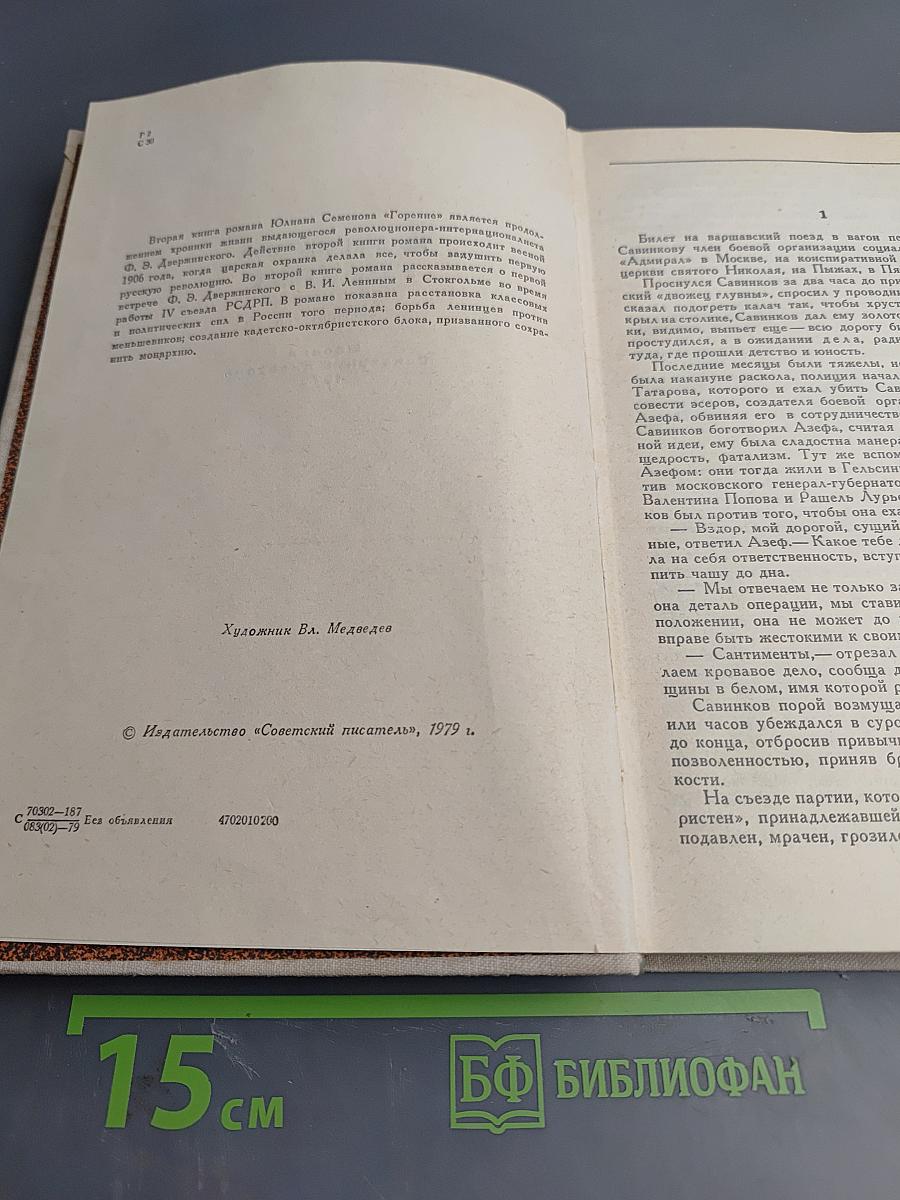 Г 2
С 30
Вторая книга романа Юлиана Семенова «Горение» является продол-
жением хроники жизни выдающегося революционера-интернационалиста
Ф. Э. Дзержинского. Действие второй книги романа происходит весной
1906 года, когда царская охранка делала все, чтобы задушить первую
русскую революцию. Во второй книге романа рассказывается о первой
встрече Ф. Э. Дзержинского с В. И. Лениным в Стокгольме во время
работы IV съезда РСДРП. В романе показана расстановка классовых
и политических сил в России того периода; борьба ленинцев против
меньшевиков; создание кадетско-октябристского блока, призванного сохра-
нить монархию.
Художник Вл. Медведев
© Издательство «Советский писатель», 1979 г.
С 70302—187
083(02)—79 Без объявления 4702010200
1
Билет на варшавский поезд в вагон пе
Савинкову член боевой организации социал
«Адмирал» в Москве, на конспиративной
церкви святого Николая, на Пыжах, в Пя
Проснулся Савинков за два часа до при
ский «двожец глувны», спросил у проводни
сказал подогреть калач так, чтобы хруст
крыл на столике, Савинков дал ему золото
ки, видимо, выпьет еще — всю дорогу би
простудился, а в ожидании дела, ради
туда, где прошли детство и юность.
Последние месяцы были тяжелы, не
была накануне раскола, полиция начал
Татарова, которого и ехал убить Сав
совести эсеров, создателя боевой орга
Азефа, обвиняя его в сотрудничеств
Савинков боготворил Азефа, считая
ной идеи, ему была сладостна манера
щедрость, фатализм. Тут же вспом
Азефом: они тогда жили в Гельсин
тив московского генерал-губернато
Валентина Попова и Рашель Лурье
ков был против того, чтобы она еха
— Вздор, мой дорогой, сущий
ные, ответил Азеф.— Какое тебе
ла на себя ответственность, вступ
пить чашу до дна.
— Мы отвечаем не только за
она деталь операции, мы стави
положении, она не может до
вправе быть жестокими к свои
— Сантименты,— отрезал
лаем кровавое дело, сообща д
щины в белом, имя которой р
Савинков порой возмуща
или часов убеждался в суро
до конца, отбросив привычн
позволенностью, приняв бр
кости.
На съезде партии, кото
ристен», принадлежавшей
подавлен, мрачен, грозил
15 см
БФ БИБЛИОФАН